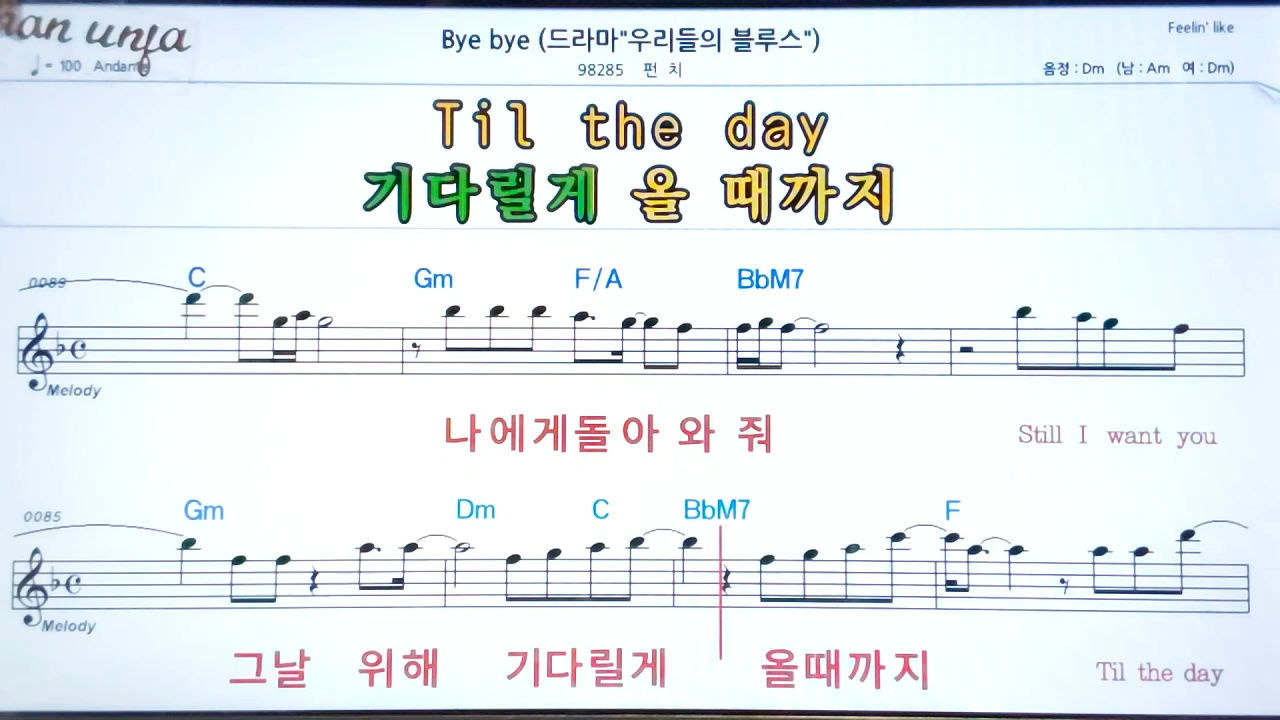 Bye bye (드라마"우리들의 블루스")
Feelin' like
♩= 100 Andante
98285 펀 치
음정 : Dm (남 : Am 여 : Dm)
Til the day
기다릴게 올 때까지
0089
C Gm F/A BbM7
Melody
나에게돌아 와 줘 Still I want you
0085
Gm Dm C BbM7 F
Melody
그날 위해 기다릴게 올때까지 Til the day